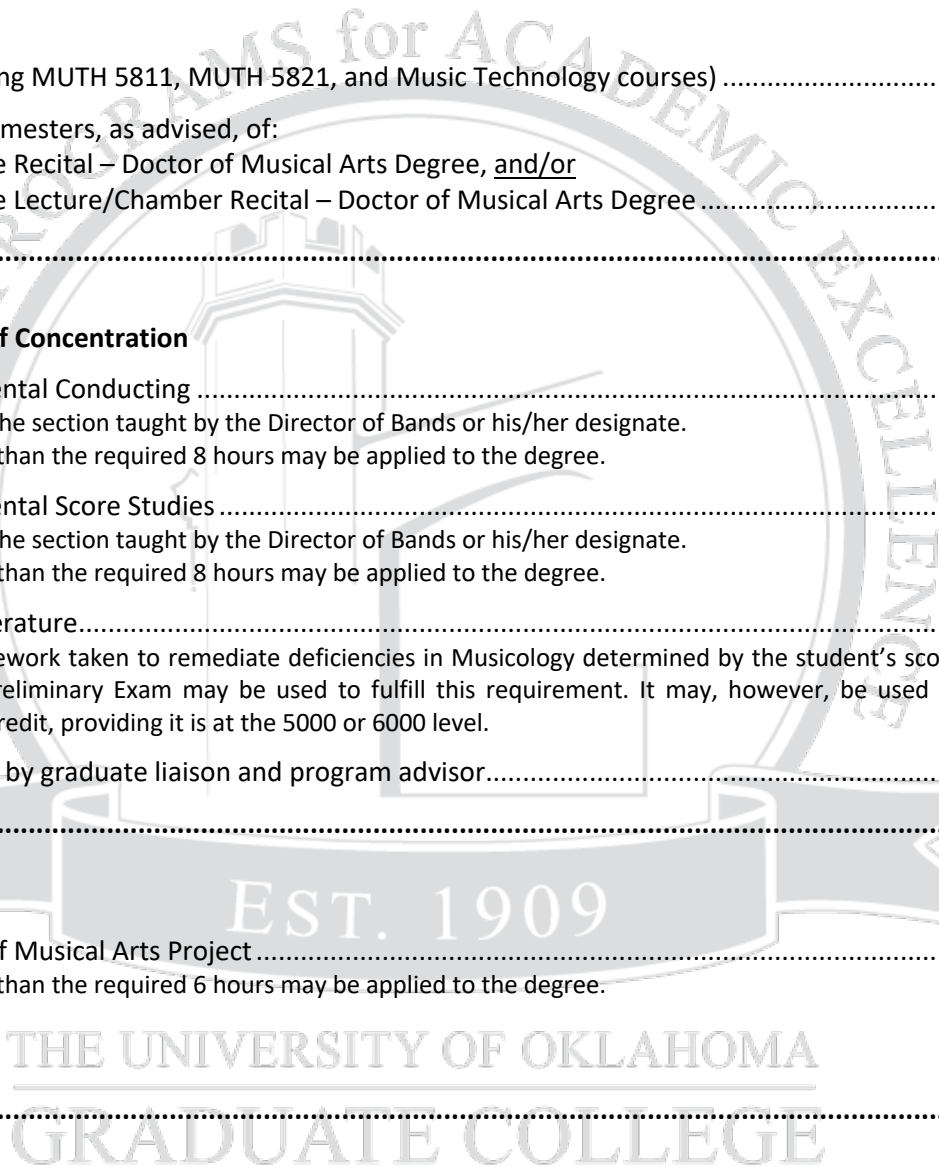 PROGRAMS for ACADEMIC EXCELLENCE
ng MUTH 5811, MUTH 5821, and Music Technology courses) ........................................
mesters, as advised, of:
e Recital – Doctor of Musical Arts Degree, and/or
e Lecture/Chamber Recital – Doctor of Musical Arts Degree ........................................
f Concentration
ental Conducting ........................................
he section taught by the Director of Bands or his/her designate.
than the required 8 hours may be applied to the degree.
ental Score Studies ........................................
he section taught by the Director of Bands or his/her designate.
than the required 8 hours may be applied to the degree.
erature ........................................
ework taken to remediate deficiencies in Musicology determined by the student's sco
reliminary Exam may be used to fulfill this requirement. It may, however, be used
redit, providing it is at the 5000 or 6000 level.
by graduate liaison and program advisor ........................................
EST. 1909
f Musical Arts Project ........................................
than the required 6 hours may be applied to the degree.
THE UNIVERSITY OF OKLAHOMA
GRADUATE COLLEGE